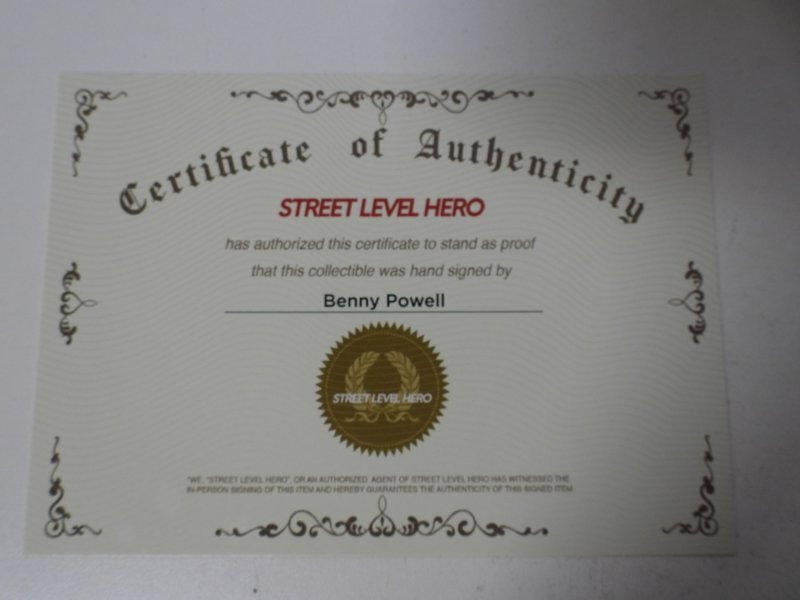 Certificate of Authenticity
STREET LEVEL HERO
has authorized this certificate to stand as proof
that this collectible was hand signed by
Benny Powell
STREET LEVEL HERO
"WE, "STREET LEVEL HERO", OR AN AUTHORIZED AGENT OF STREET LEVEL HERO HAS WITNESSED THE
IN-PERSON SIGNING OF THIS ITEM AND HEREBY GUARANTEES THE AUTHENTICITY OF THIS SIGNED ITEM